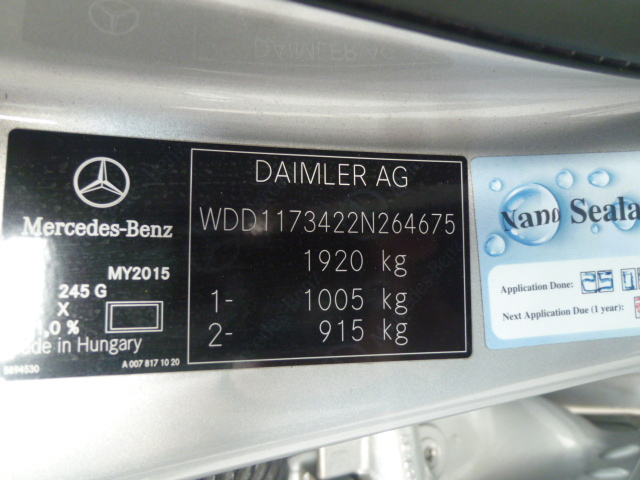 Mercedes-Benz
MY2015
245 G
X
.0 %
de in Hungary
A 007 817 10 20
DAIMLER AG
WDD1173422N264675
1920 kg
1- 1005 kg
2- 915 kg
Nano Seala
Application Done:
Next Application Due (1 year):